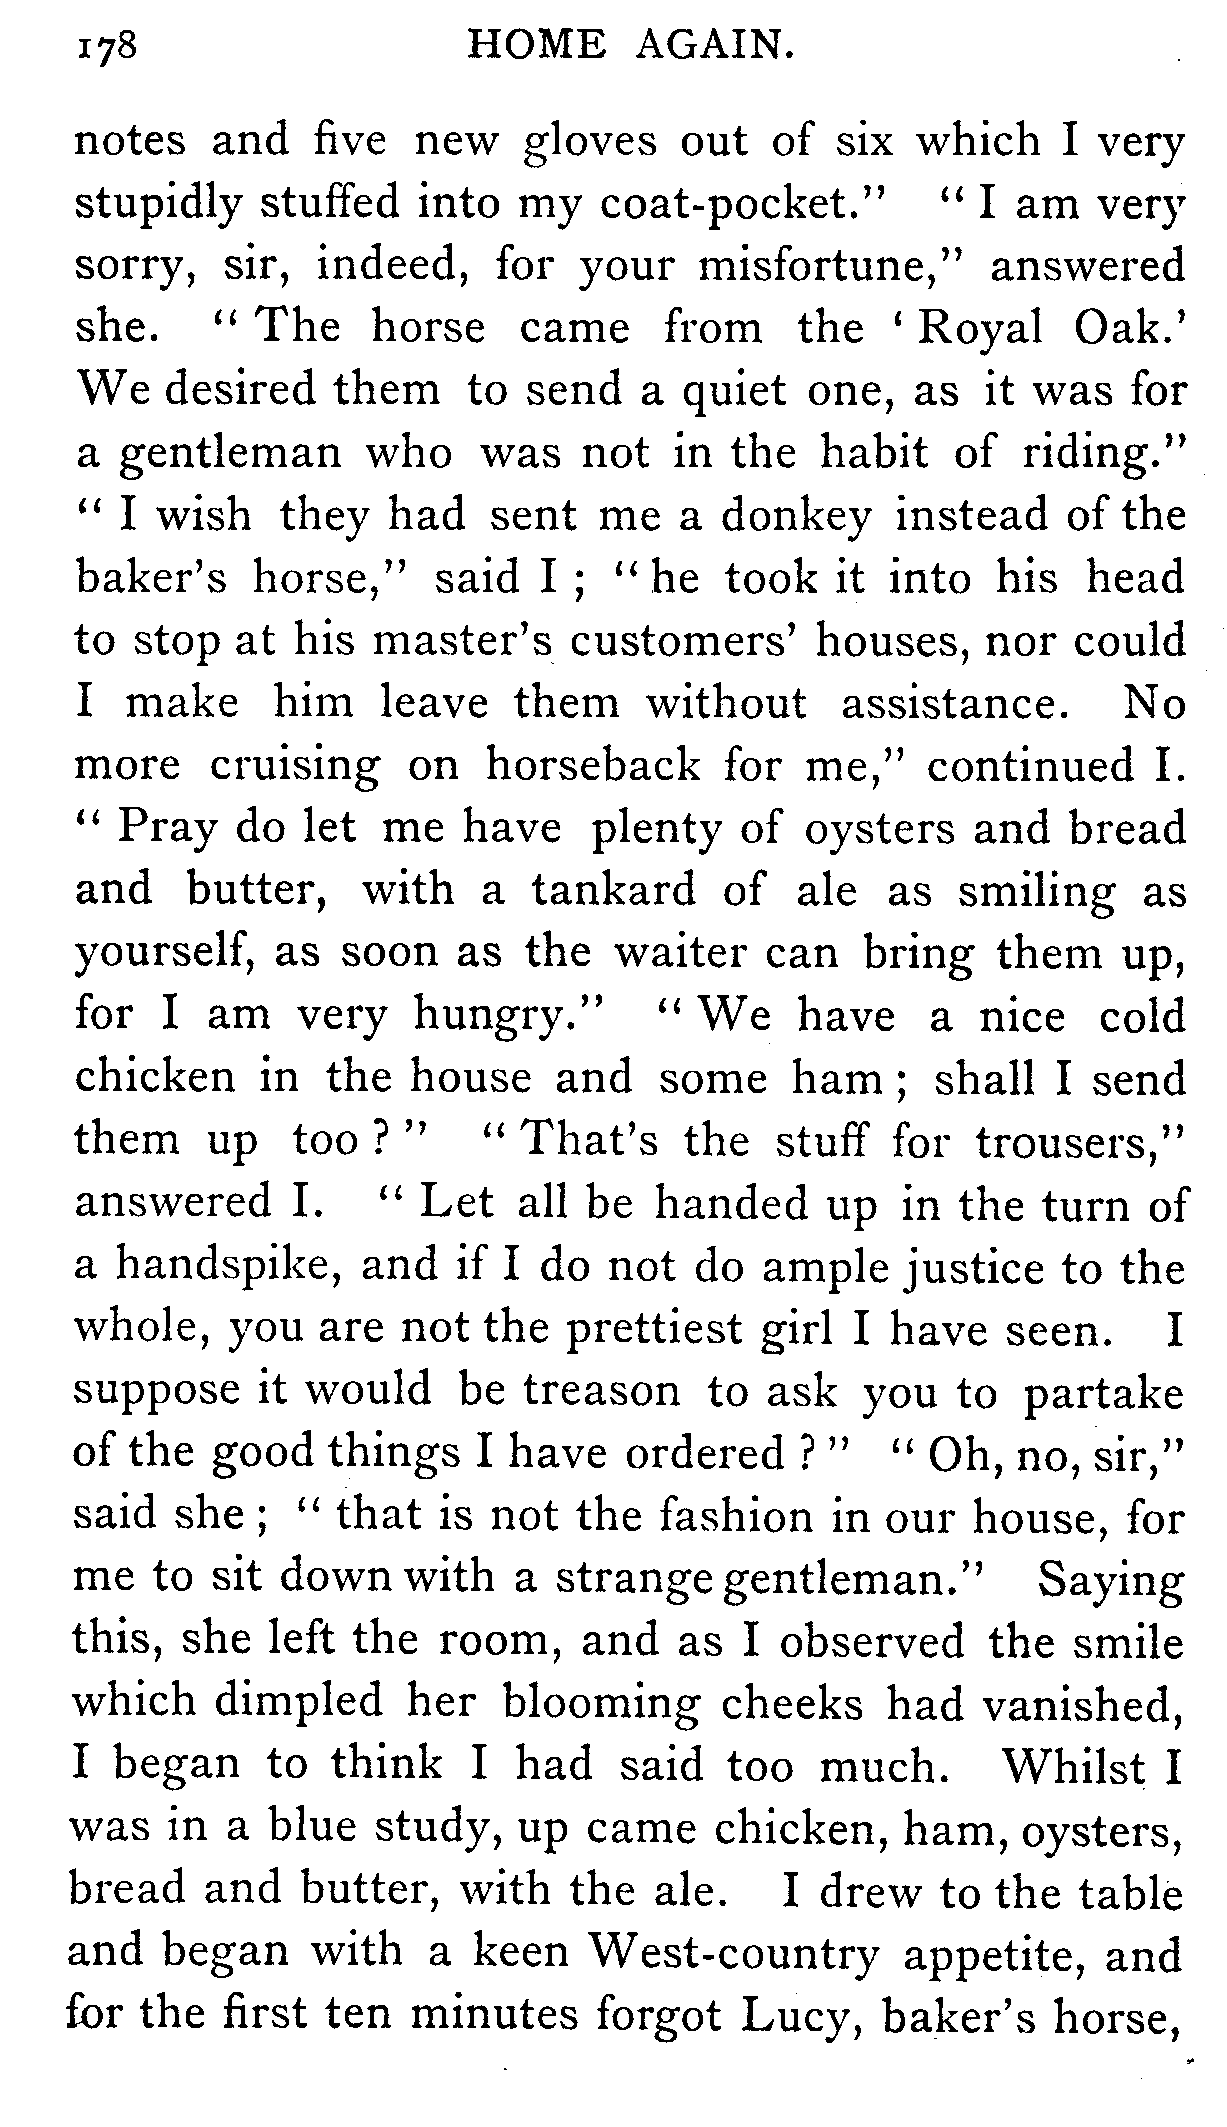 178 HOME AGAIN.
notes and five new gloves out of six which I very
stupidly stuffed into my coat-pocket." "I am very
sorry, sir, indeed, for your misfortune," answered
she. "The horse came from the 'Royal Oak.'
We desired them to send a quiet one, as it was for
a gentleman who was not in the habit of riding."
"I wish they had sent me a donkey instead of the
baker's horse," said I; "he took it into his head
to stop at his master's customers' houses, nor could
I make him leave them without assistance. No
more cruising on horseback for me," continued I.
"Pray do let me have plenty of oysters and bread
and butter, with a tankard of ale as smiling as
yourself, as soon as the waiter can bring them up,
for I am very hungry." "We have a nice cold
chicken in the house and some ham; shall I send
them up too?" "That's the stuff for trousers,"
answered I. "Let all be handed up in the turn of
a handspike, and if I do not do ample justice to the
whole, you are not the prettiest girl I have seen. I
suppose it would be treason to ask you to partake
of the good things I have ordered?" "Oh, no, sir,"
said she; "that is not the fashion in our house, for
me to sit down with a strange gentleman." Saying
this, she left the room, and as I observed the smile
which dimpled her blooming cheeks had vanished,
I began to think I had said too much. Whilst I
was in a blue study, up came chicken, ham, oysters,
bread and butter, with the ale. I drew to the table
and began with a keen West-country appetite, and
for the first ten minutes forgot Lucy, baker's horse,